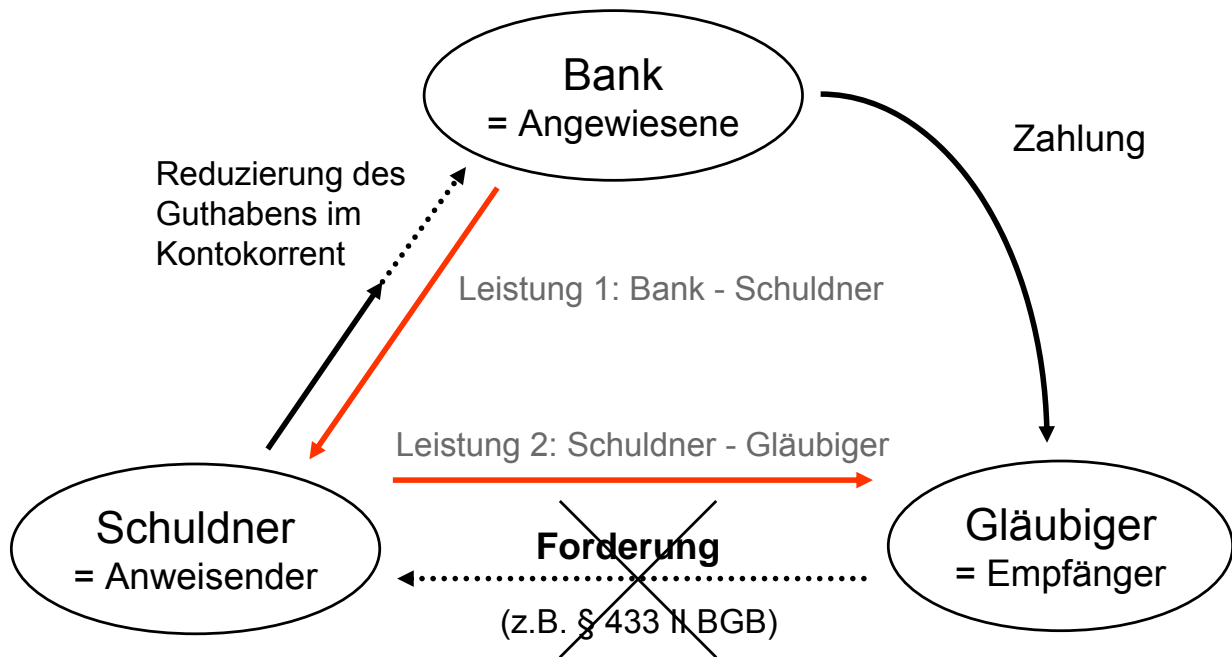 Bank
= Angewiesene
Zahlung
Reduzierung des
Guthabens im
Kontokorrent
Leistung 1: Bank - Schuldner
Leistung 2: Schuldner - Gläubiger
Schuldner
= Anweisender
Forderung
(z.B. § 433 II BGB)
Gläubiger
= Empfänger